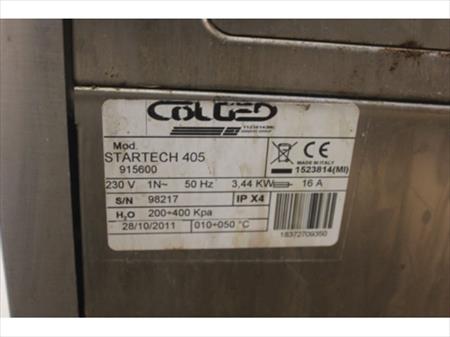 COLGED
Mod.
STARTECH 405
915600
MADE IN ITALY
1523814(MI)
230 V 1N~ 50 Hz 3,44 KW 16 A
S/N 98217 IP X4
H₂O 200÷400 Kpa
28/10/2011 010÷050 °C
18372709350